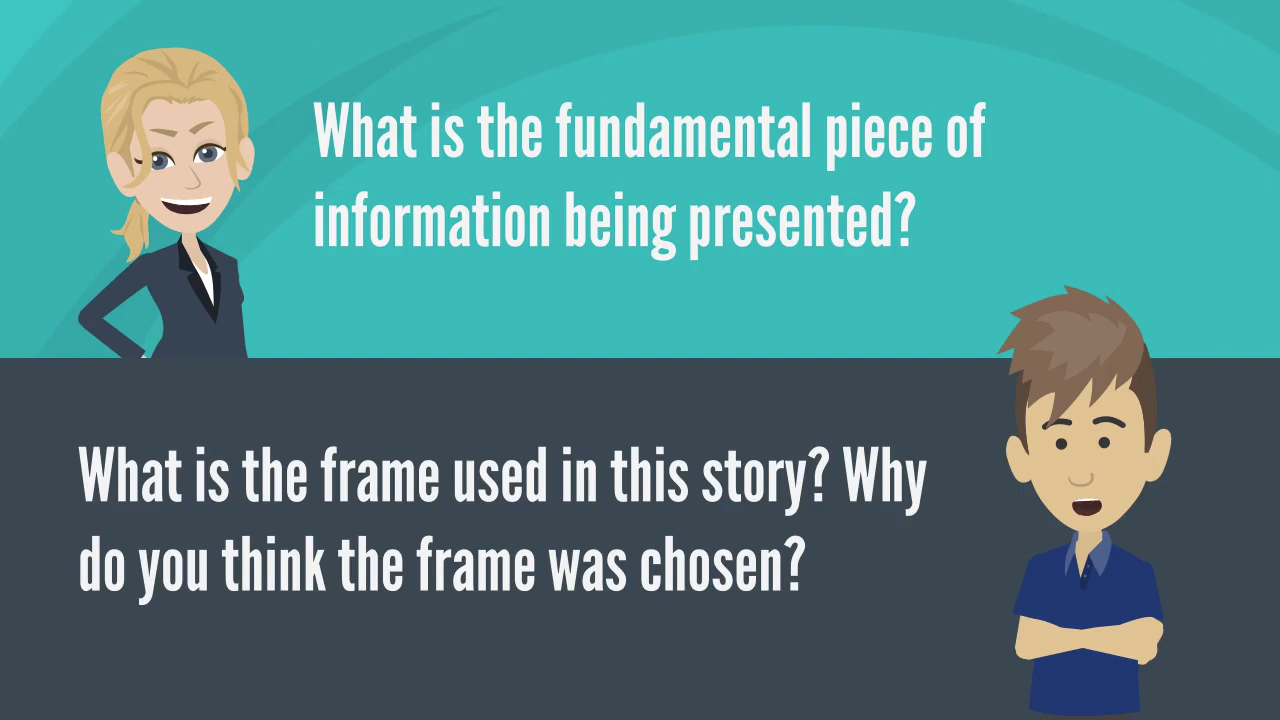 What is the fundamental piece of
information being presented?
What is the frame used in this story? Why
do you think the frame was chosen?